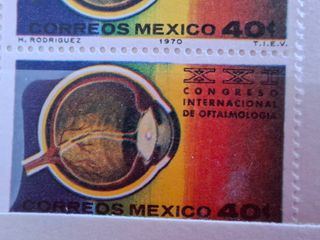 CORREOS MEXICO 40¢
H. RODRIGUEZ 1970 T.I.E.V.
XXI
CONGRESO
INTERNACIONAL
DE OFTALMOLOGIA
CORREOS MEXICO 40¢